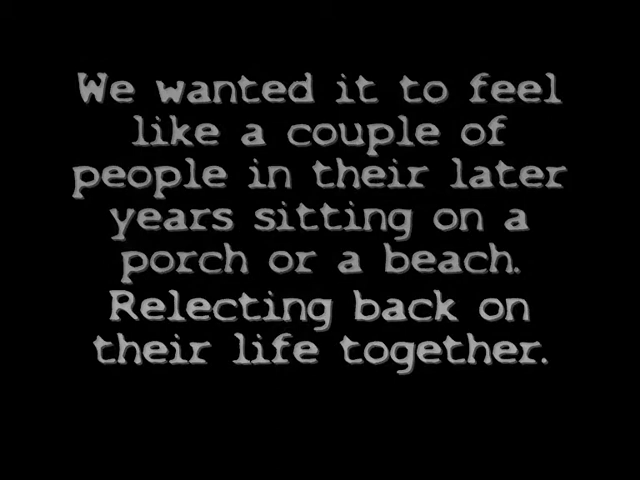 We wanted it to feel
like a couple of
people in their later
years sitting on a
porch or a beach.
Relecting back on
their life together.